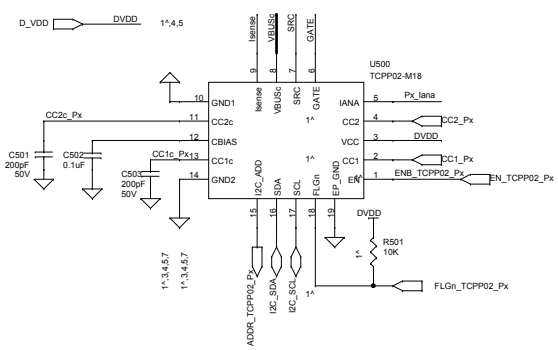 D_VDD
DVDD
1^,4,5
Isense
VBUSc
SRC
GATE
9
8
7
6
U500
TCPP02-M18
Isense
VBUSc
SRC
GATE
10
GND1
IANA
5
Px_Iana
CC2c_Px
11
CC2c
1^
CC2
4
CC2_Px
12
CBIAS
VCC
3
DVDD
C501
200pF
50V
C502
0.1uF
CC1c_Px
13
CC1c
1^
CC1
2
CC1_Px
C503
200pF
50V
14
GND2
EN
1^
1
ENB_TCPP02_Px
EN_TCPP02_Px
I2C_ADD
SDA
SCL
FLGn
EP_GND
15
16
17
18
19
DVDD
R501
10K
1^
1^,3,4,5,7
1^,3,4,5,7
ADDR_TCPP02_Px
I2C_SDA
I2C_SCL
1^
FLGn_TCPP02_Px